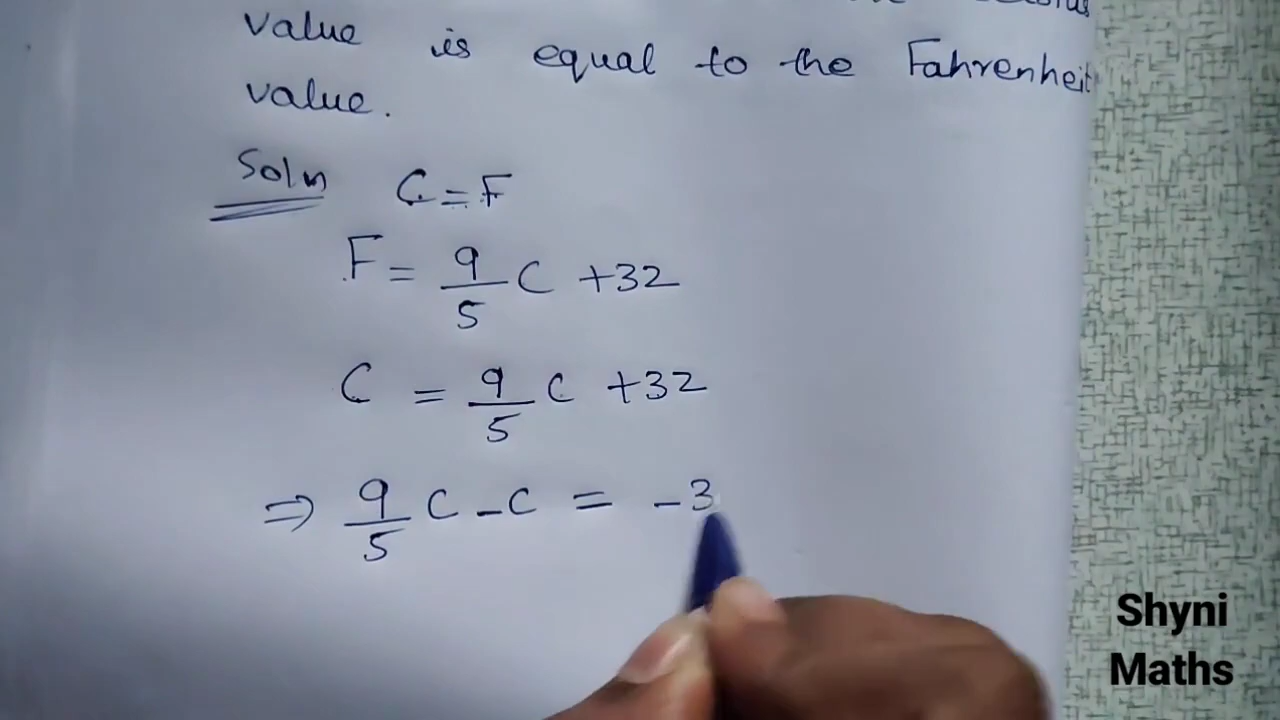 value is equal to the Fahrenheit
value.
Soln C = F
F = 9/5 C + 32
C = 9/5 C + 32
⇒ 9/5 C - C = -3
Shyni
Maths